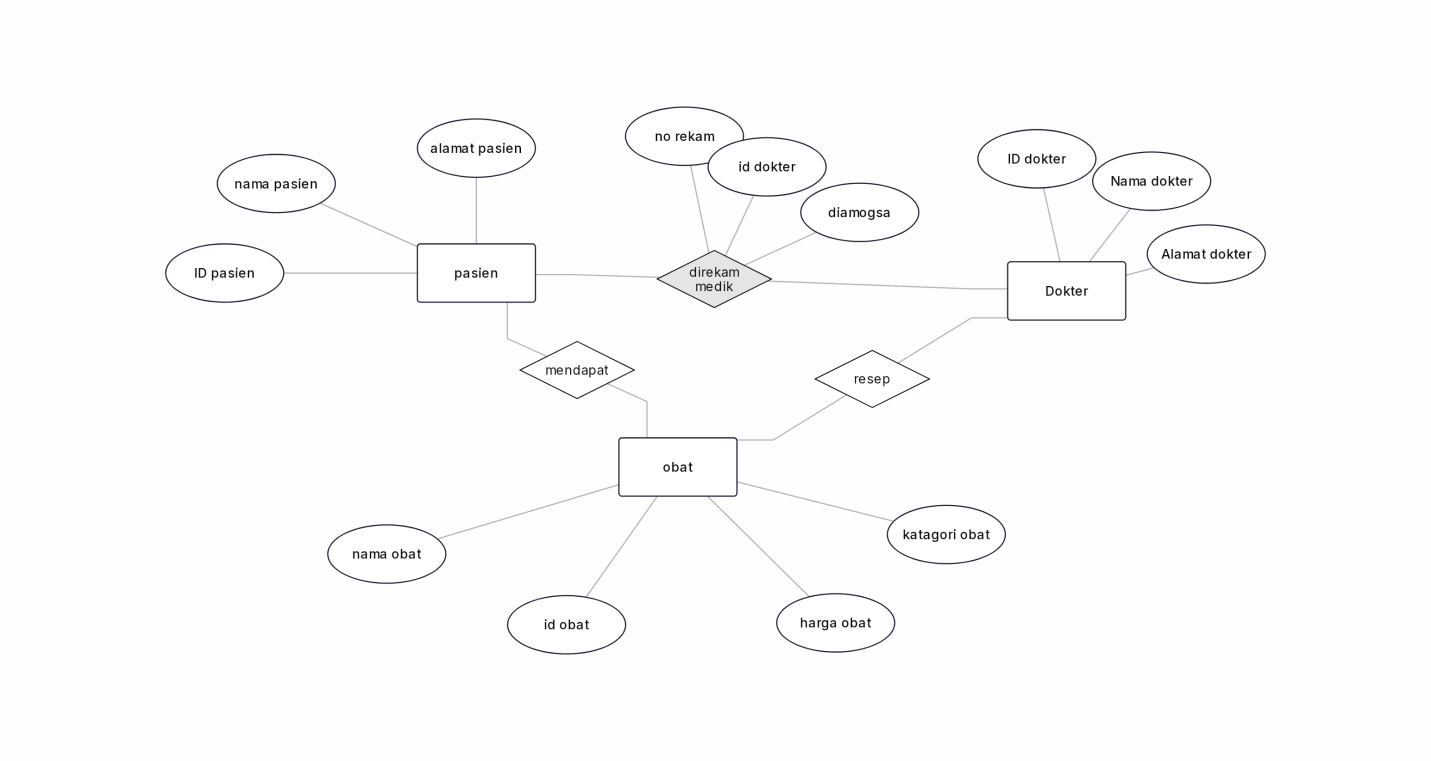 no rekam
alamat pasien
id dokter
ID dokter
nama pasien
Nama dokter
diamogsa
Alamat dokter
ID pasien
pasien
direkam
medik
Dokter
mendapat
resep
obat
nama obat
katagori obat
id obat
harga obat